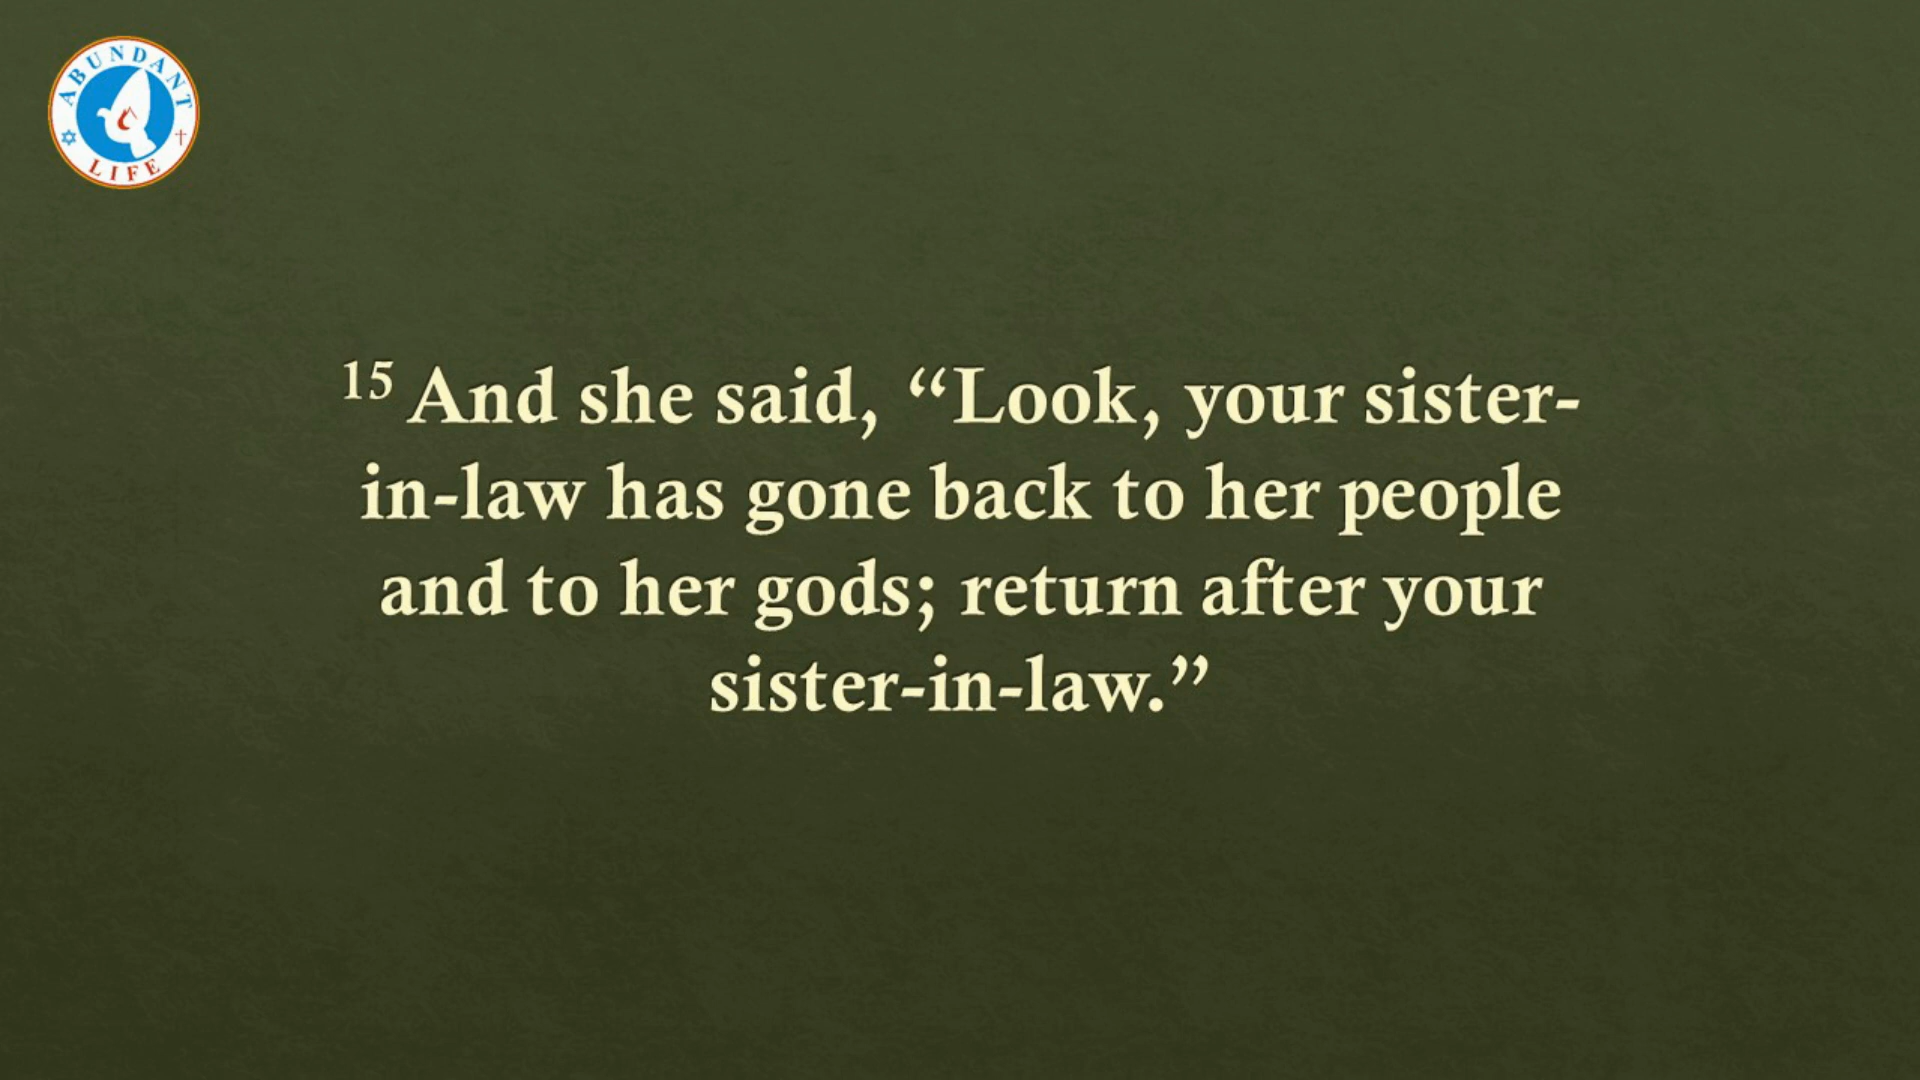 ABUNDANT
LIFE
15 And she said, “Look, your sister-
in-law has gone back to her people
and to her gods; return after your
sister-in-law.”